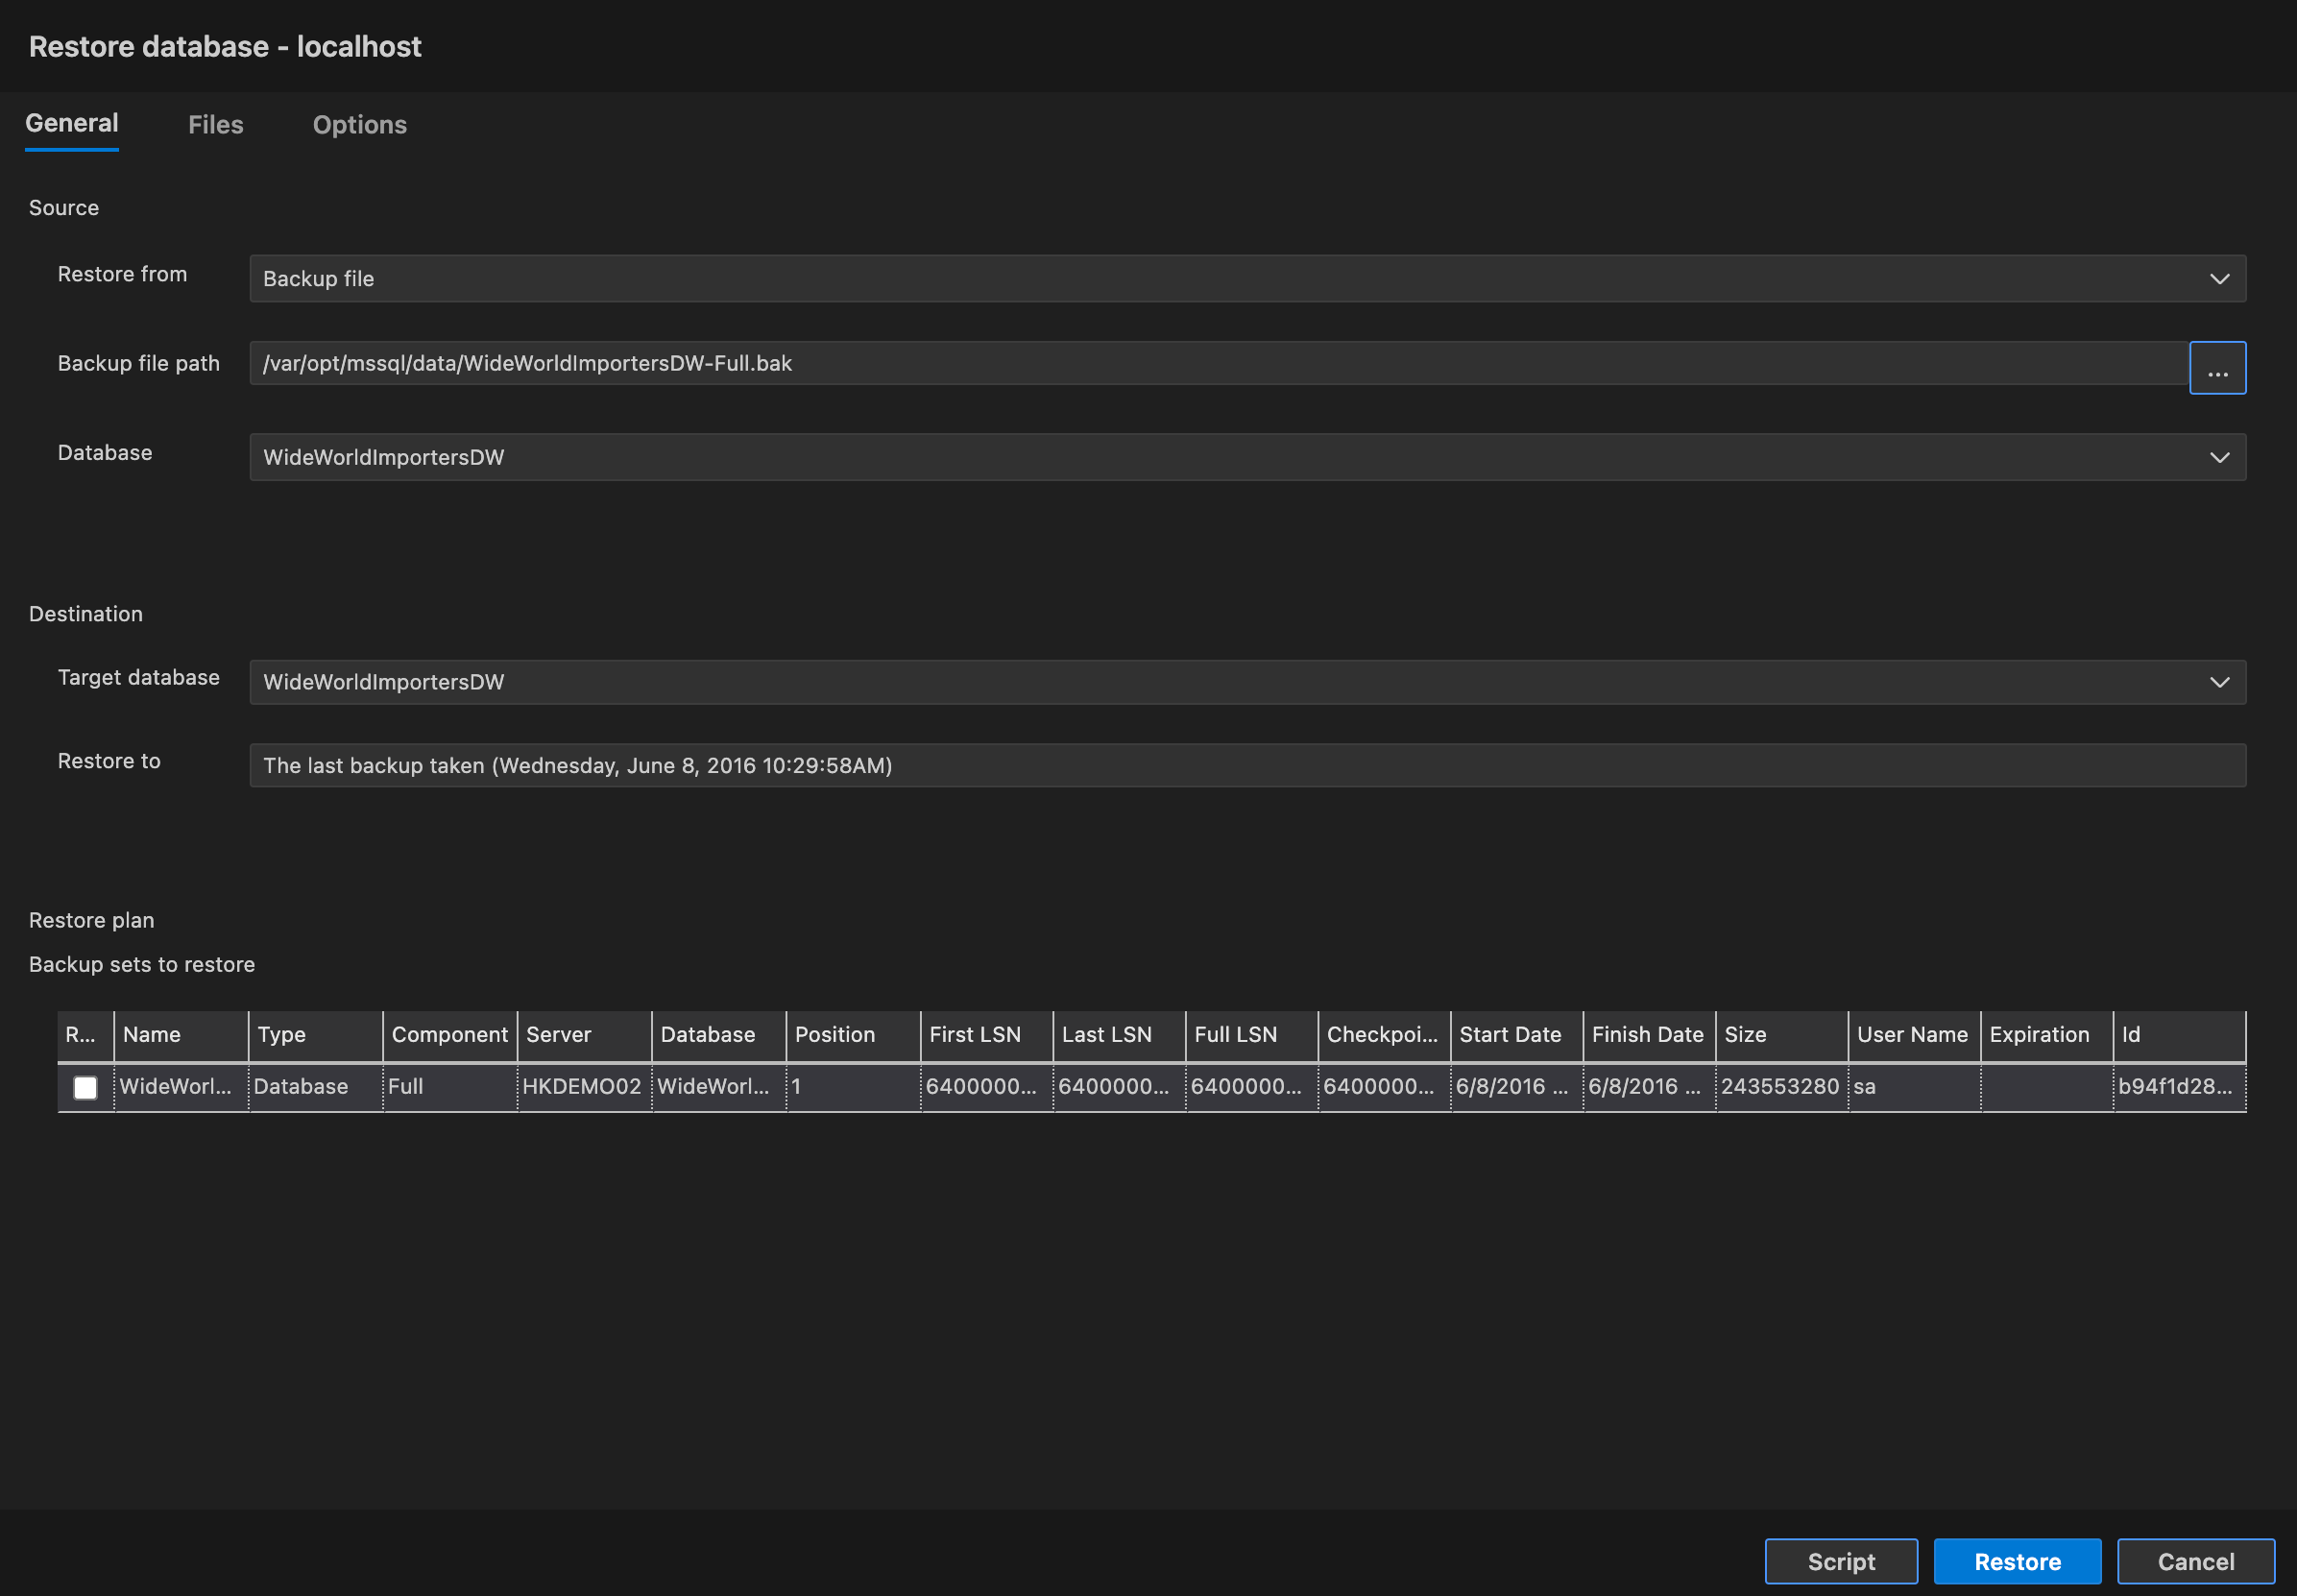 Restore database - localhost
General Files Options
Source
Restore from Backup file
Backup file path /var/opt/mssql/data/WideWorldImportersDW-Full.bak ...
Database WideWorldImportersDW
Destination
Target database WideWorldImportersDW
Restore to The last backup taken (Wednesday, June 8, 2016 10:29:58AM)
Restore plan
Backup sets to restore
R... Name Type Component Server Database Position First LSN Last LSN Full LSN Checkpoi... Start Date Finish Date Size User Name Expiration Id
WideWorl... Database Full HKDEMO02 WideWorl... 1 6400000... 6400000... 6400000... 6400000... 6/8/2016 ... 6/8/2016 ... 243553280 sa b94f1d28...
Script Restore Cancel